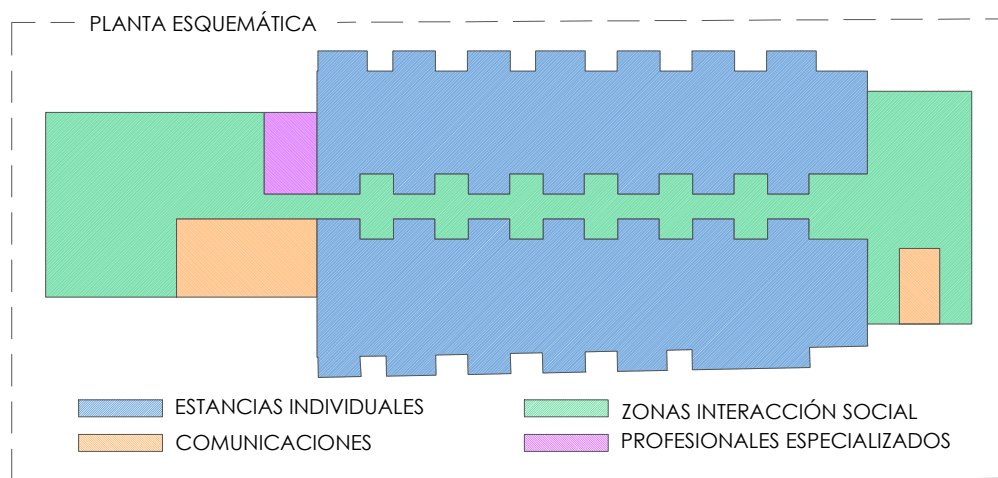 PLANTA ESQUEMÁTICA
ESTANCIAS INDIVIDUALES
ZONAS INTERACCIÓN SOCIAL
COMUNICACIONES
PROFESIONALES ESPECIALIZADOS